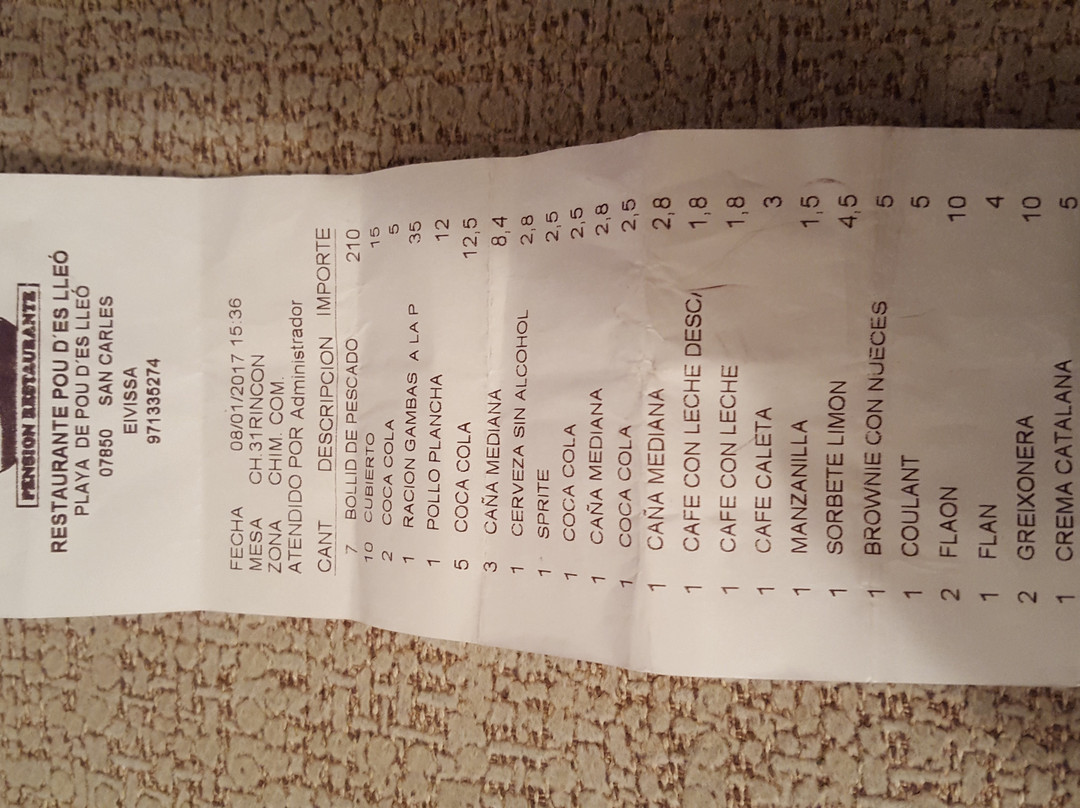 PENSION RESTAURANTE
RESTAURANTE POU D'ES LLEÓ
PLAYA DE POU D'ES LLEÓ
07850 SAN CARLES
EIVISSA
971335274
FECHA 08/01/2017 15:36
MESA CH.31RINCON
ZONA CHIM. COM.
ATENDIDO POR Administrador
CANT DESCRIPCION IMPORTE
7 BOLLID DE PESCADO 210
10 CUBIERTO 15
2 COCA COLA 5
1 RACION GAMBAS A LA P 35
1 POLLO PLANCHA 12
5 COCA COLA 12,5
3 CAÑA MEDIANA 8,4
1 CERVEZA SIN ALCOHOL 2,8
1 SPRITE 2,5
1 COCA COLA 2,5
1 CAÑA MEDIANA 2,8
1 COCA COLA 2,5
1 CAÑA MEDIANA 2,8
1 CAFE CON LECHE DESCA 1,8
1 CAFE CON LECHE 1,8
1 CAFE CALETA 3
1 MANZANILLA 1,5
1 SORBETE LIMON 4,5
1 BROWNIE CON NUECES 5
1 COULANT 5
2 FLAON 10
1 FLAN 4
2 GREIXONERA 10
1 CREMA CATALANA 5